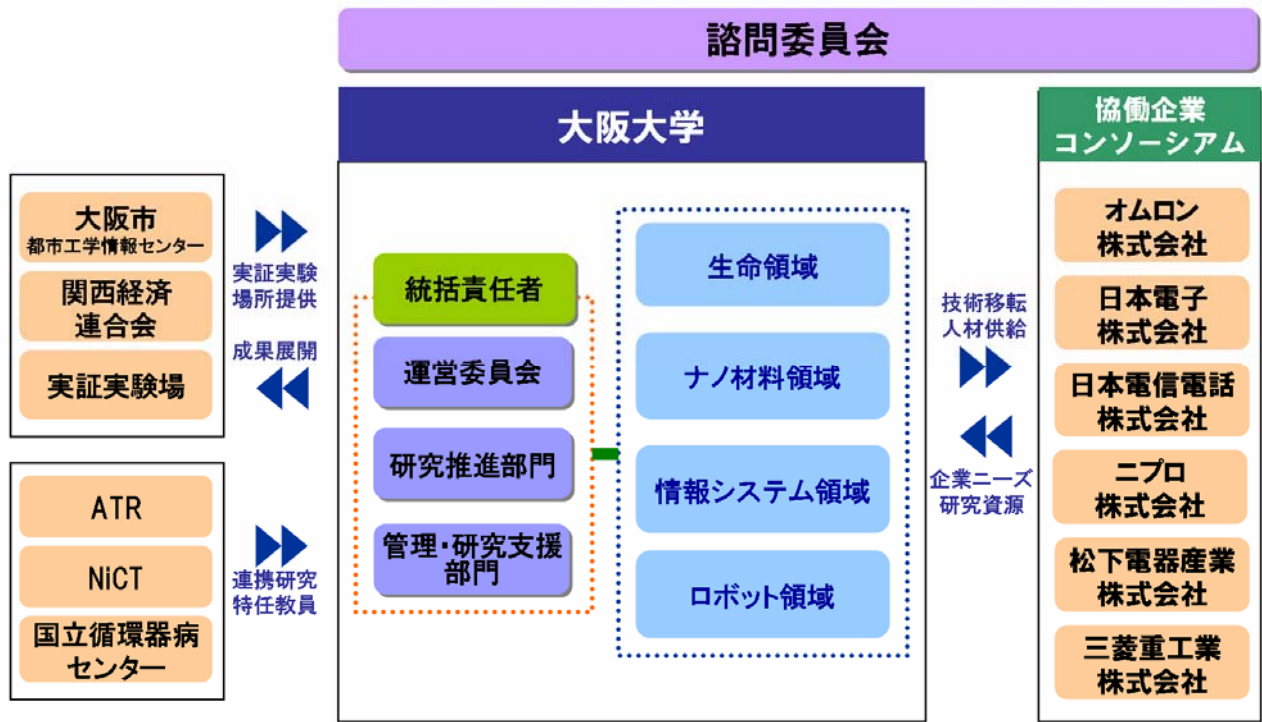 諮問委員会
大阪大学
協働企業
コンソーシアム
大阪市
都市工学情報センター
関西経済
連合会
実証実験場
実証実験
場所提供
成果展開
ATR
NiCT
国立循環器病
センター
連携研究
特任教員
統括責任者
運営委員会
研究推進部門
管理・研究支援
部門
生命領域
ナノ材料領域
情報システム領域
ロボット領域
技術移転
人材供給
企業ニーズ
研究資源
オムロン
株式会社
日本電子
株式会社
日本電信電話
株式会社
ニプロ
株式会社
松下電器産業
株式会社
三菱重工業
株式会社